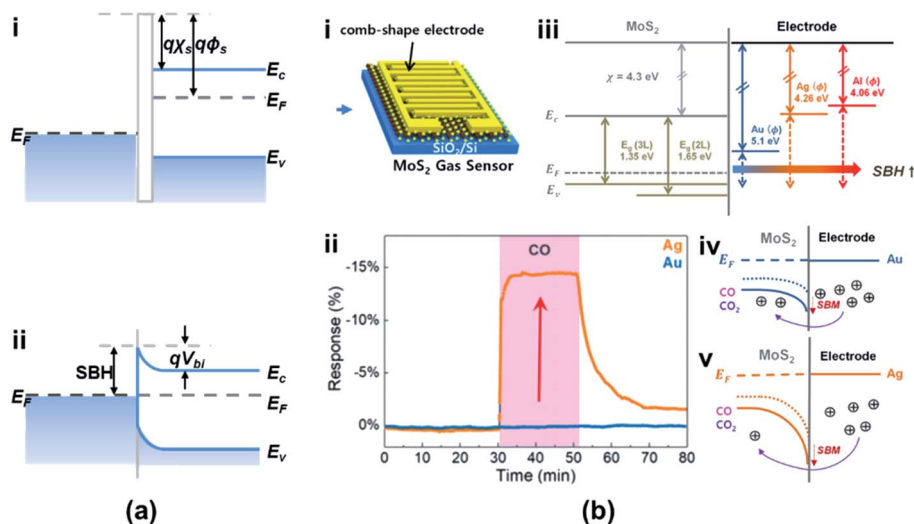 i
qχs qϕs
Ec
EF
EF
Ev
ii
SBH
qVbi
Ec
EF
EF
Ev
(a)
i
comb-shape electrode
SiO2/Si
MoS2 Gas Sensor
ii
CO
Ag
Au
-15%
-10%
-5%
0%
Response (%)
0 10 20 30 40 50 60 70 80
Time (min)
iii
MoS2 Electrode
χ = 4.3 eV
Ec
Eg (3L)
1.35 eV
Eg (2L)
1.65 eV
EF
Ev
Au (ϕ)
5.1 eV
Ag (ϕ)
4.26 eV
Al (ϕ)
4.06 eV
SBH ↑
iv
MoS2 Electrode
EF Au
CO
CO2
SBM
v
MoS2 Electrode
EF Ag
CO
CO2
SBM
(b)